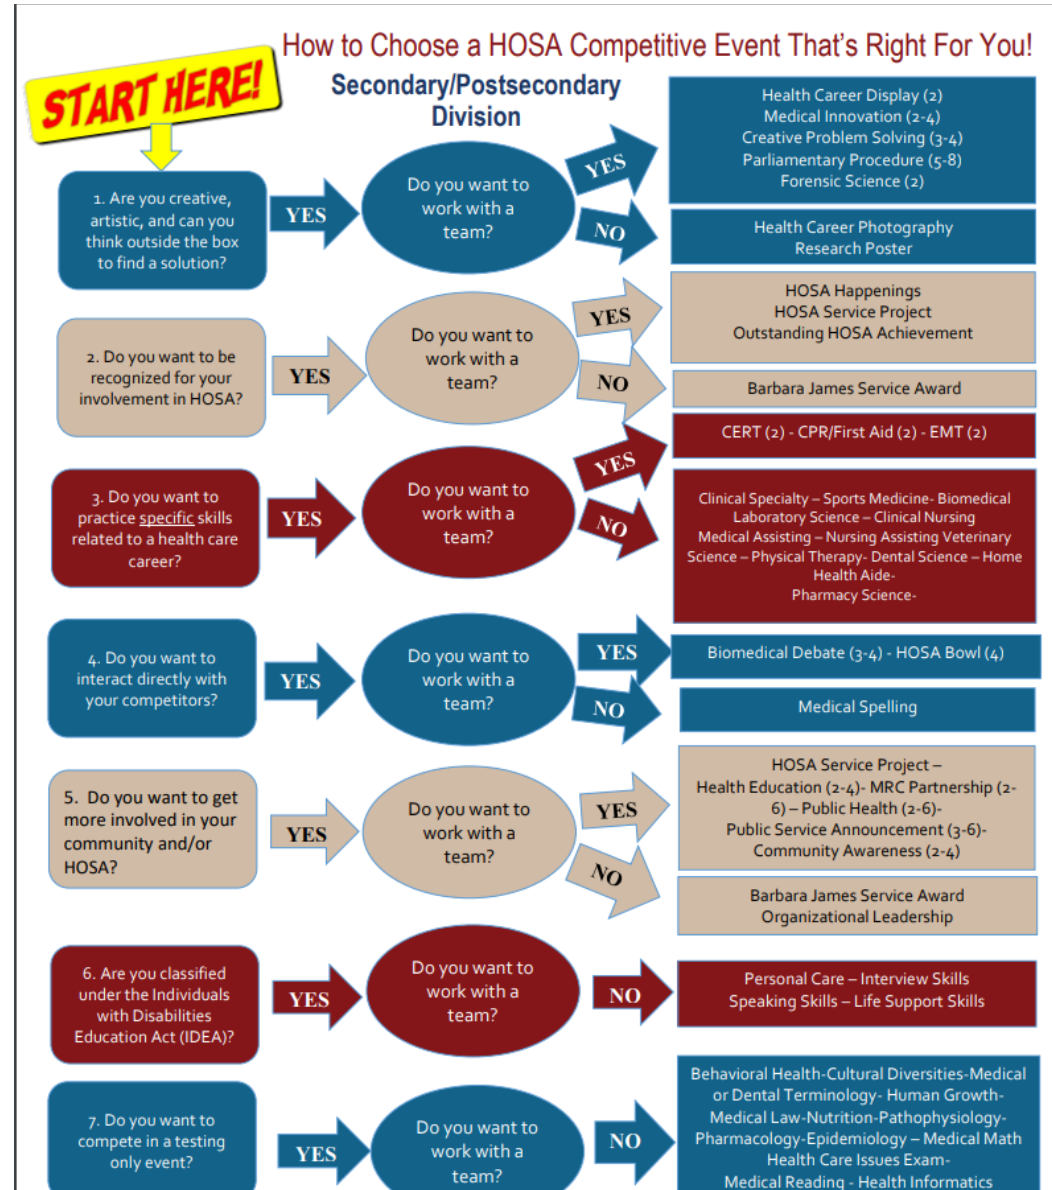 How to Choose a HOSA Competitive Event That's Right For You!
START HERE!
Secondary/Postsecondary
Division
1. Are you creative,
artistic, and can you
think outside the box
to find a solution?
YES
Do you want to
work with a
team?
YES
Health Career Display (2)
Medical Innovation (2-4)
Creative Problem Solving (3-4)
Parliamentary Procedure (5-8)
Forensic Science (2)
NO
Health Career Photography
Research Poster
2. Do you want to be
recognized for your
involvement in HOSA?
YES
Do you want to
work with a
team?
YES
HOSA Happenings
HOSA Service Project
Outstanding HOSA Achievement
NO
Barbara James Service Award
3. Do you want to
practice specific skills
related to a health care
career?
YES
Do you want to
work with a
team?
YES
CERT (2) - CPR/First Aid (2) - EMT (2)
NO
Clinical Specialty – Sports Medicine- Biomedical
Laboratory Science – Clinical Nursing
Medical Assisting – Nursing Assisting Veterinary
Science – Physical Therapy- Dental Science – Home
Health Aide-
Pharmacy Science-
4. Do you want to
interact directly with
your competitors?
YES
Do you want to
work with a
team?
YES
Biomedical Debate (3-4) - HOSA Bowl (4)
NO
Medical Spelling
5. Do you want to get
more involved in your
community and/or
HOSA?
YES
Do you want to
work with a
team?
YES
HOSA Service Project –
Health Education (2-4)- MRC Partnership (2-
6) – Public Health (2-6)-
Public Service Announcement (3-6)-
Community Awareness (2-4)
NO
Barbara James Service Award
Organizational Leadership
6. Are you classified
under the Individuals
with Disabilities
Education Act (IDEA)?
YES
Do you want to
work with a
team?
NO
Personal Care – Interview Skills
Speaking Skills – Life Support Skills
7. Do you want to
compete in a testing
only event?
YES
Do you want to
work with a
team?
NO
Behavioral Health-Cultural Diversities-Medical
or Dental Terminology- Human Growth-
Medical Law-Nutrition-Pathophysiology-
Pharmacology-Epidemiology – Medical Math
Health Care Issues Exam-
Medical Reading - Health Informatics